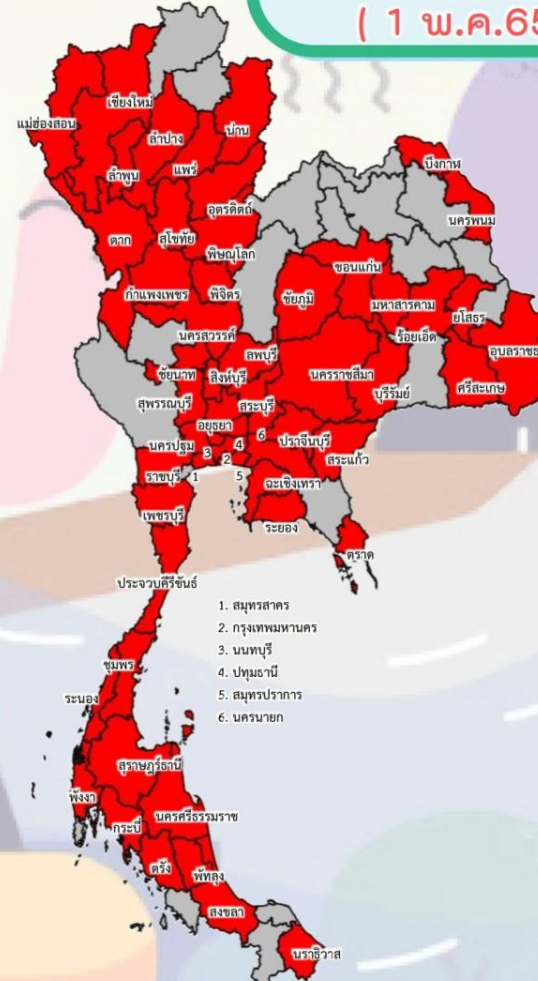 ( 1 พ.ค.65
เชียงใหม่
แม่ฮ่องสอน
ลำปาง
น่าน
ลำพูน
แพร่
บึงกาฬ
อุตรดิตถ์
นครพนม
ตาก
สุโขทัย
พิษณุโลก
ขอนแก่น
กำแพงเพชร
พิจิตร
ชัยภูมิ
มหาสารคาม
ยโสธร
นครสวรรค์
ร้อยเอ็ด
ลพบุรี
อุบลราชธ
ชัยนาท
สิงห์บุรี
นครราชสีมา
บุรีรัมย์
ศรีสะเกษ
สุพรรณบุรี
สระบุรี
อยุธยา
6
ปราจีนบุรี
นครปฐม
4
3
2
สระแก้ว
ราชบุรี
1
5
ฉะเชิงเทรา
เพชรบุรี
ระยอง
ตราด
ประจวบคีรีขันธ์
1. สมุทรสาคร
2. กรุงเทพมหานคร
3. นนทบุรี
4. ปทุมธานี
5. สมุทรปราการ
6. นครนายก
ชุมพร
ระนอง
สุราษฎร์ธานี
พังงา
นครศรีธรรมราช
กระบี่
ตรัง
พัทลุง
สงขลา
นราธิวาส